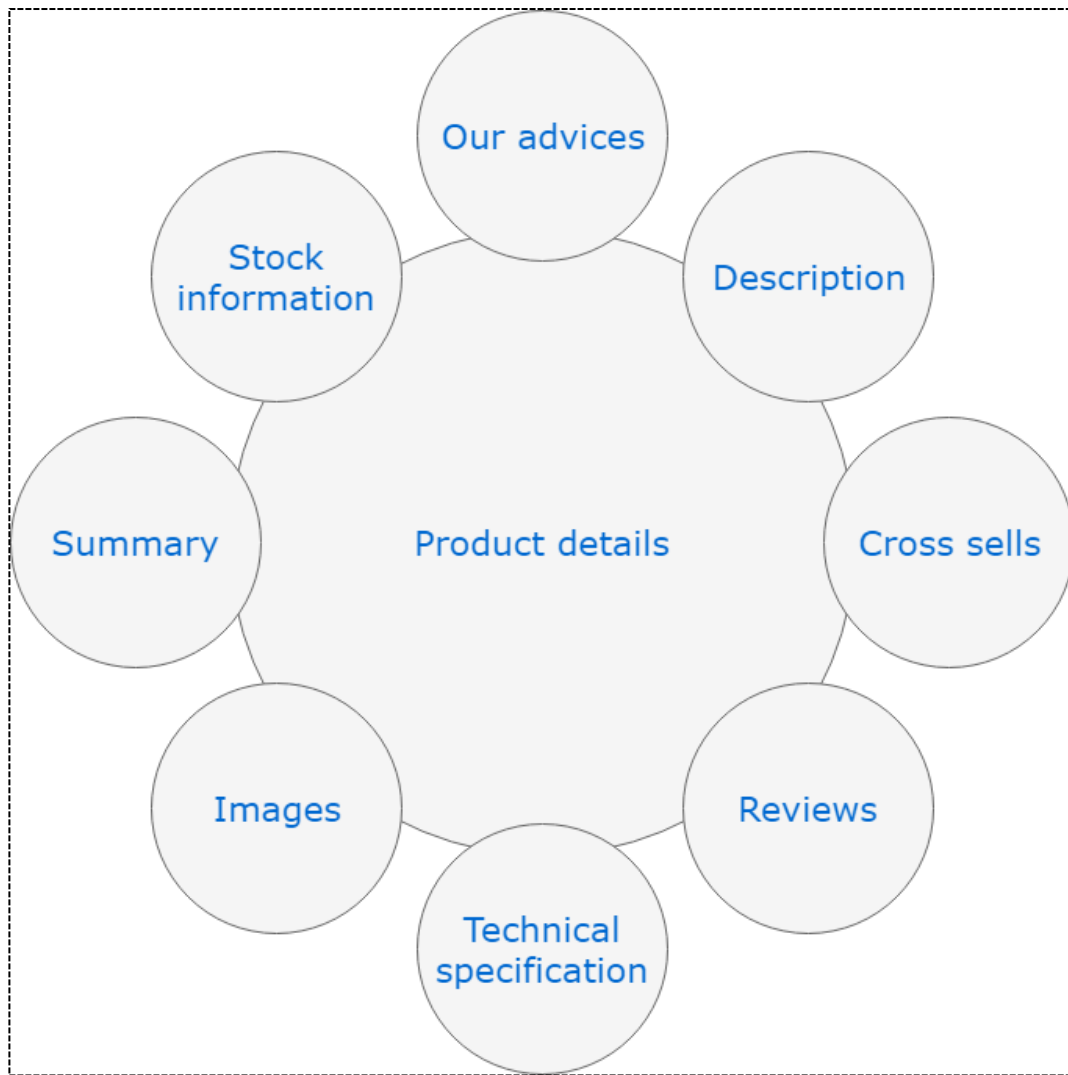 Our advices
Stock
information
Description
Summary
Product details
Cross sells
Images
Reviews
Technical
specification